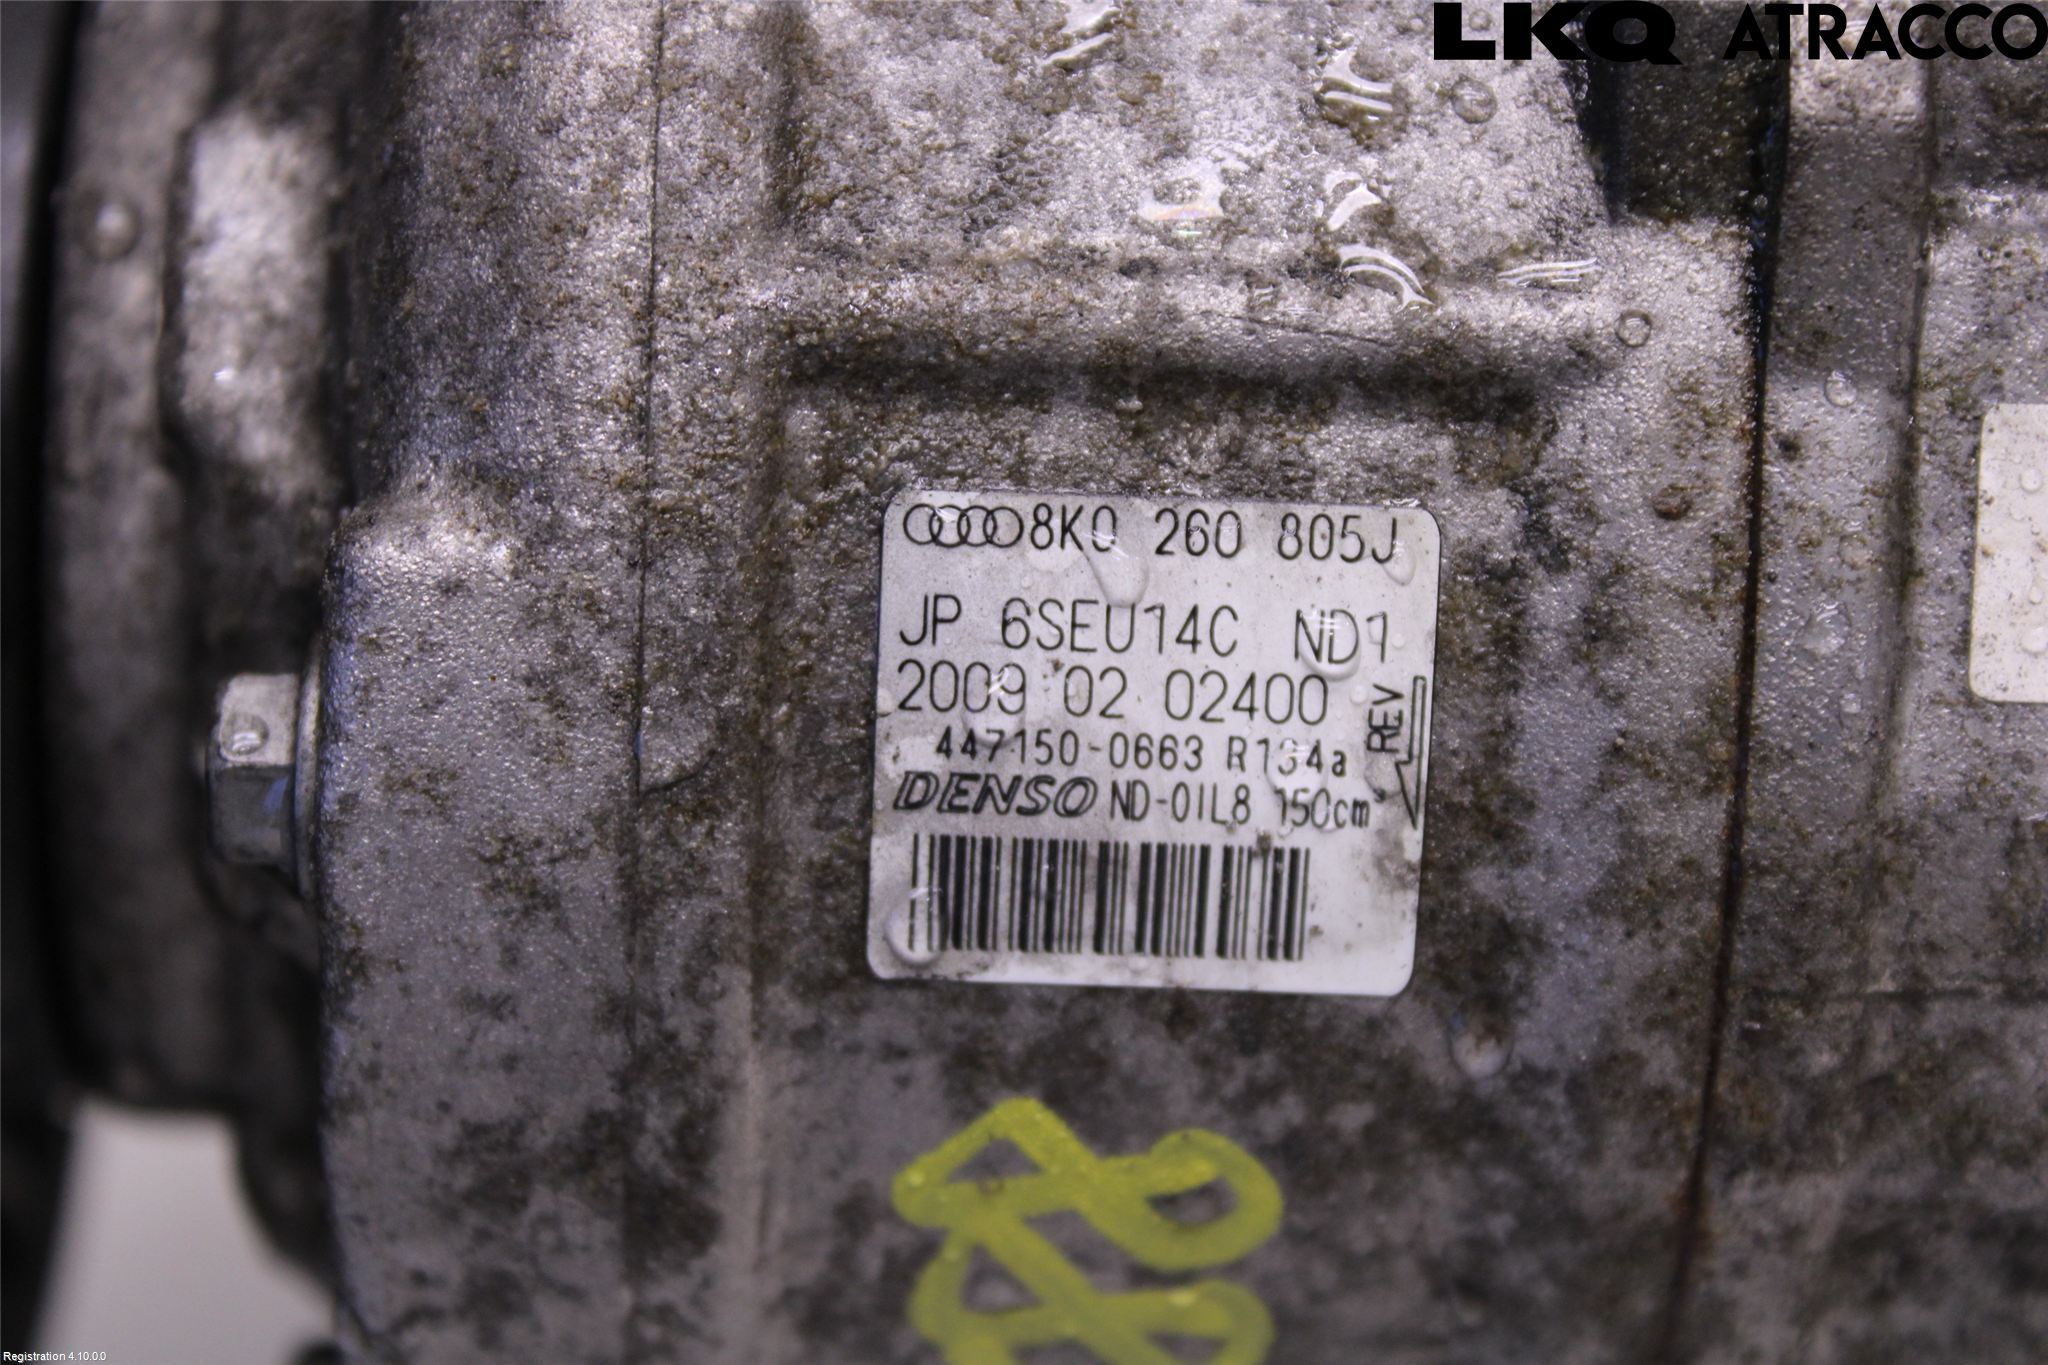 LKQ ATRACCO
8K0 260 805J
JP 6SEU14C ND1
2009 02 02400
447150-0663 R134a
DENSO ND-OIL8 150cm³
REV
Registration 4.10.0.0